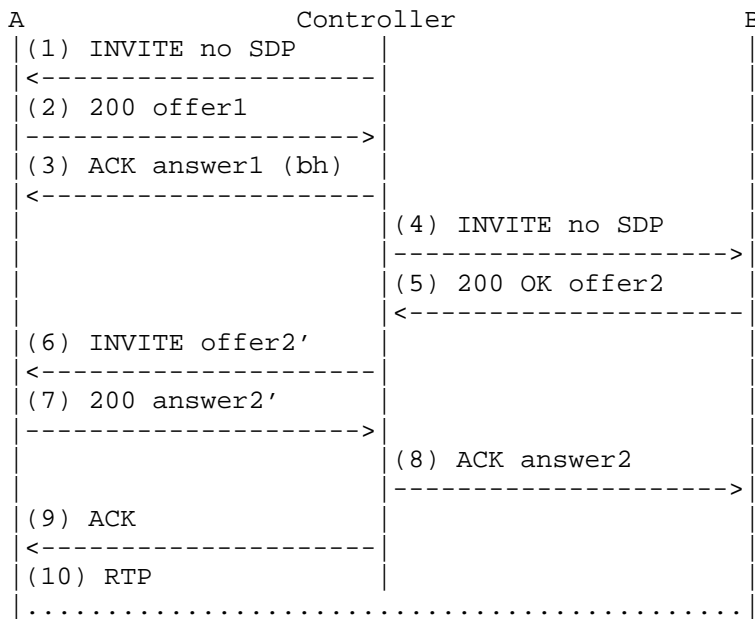 A Controller B
(1) INVITE no SDP
(2) 200 offer1
(3) ACK answer1 (bh)
(4) INVITE no SDP
(5) 200 OK offer2
(6) INVITE offer2’
(7) 200 answer2’
(8) ACK answer2
(9) ACK
(10) RTP